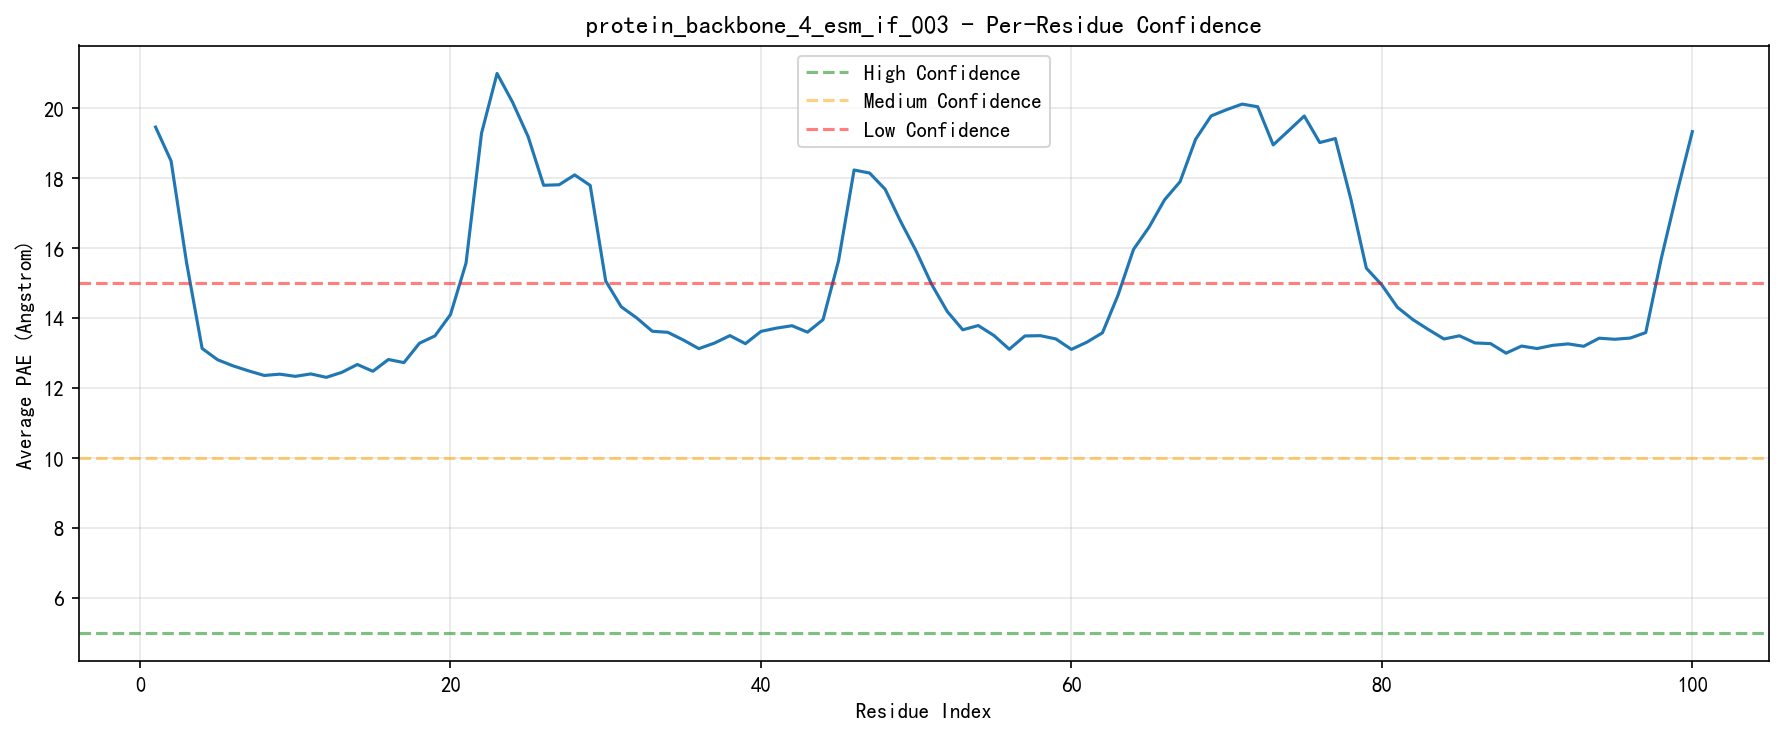 protein_backbone_4_esm_if_003 - Per-Residue Confidence
High Confidence
Medium Confidence
Low Confidence
Average PAE (Angstrom)
20
18
16
14
12
10
8
6
0 20 40 60 80 100
Residue Index